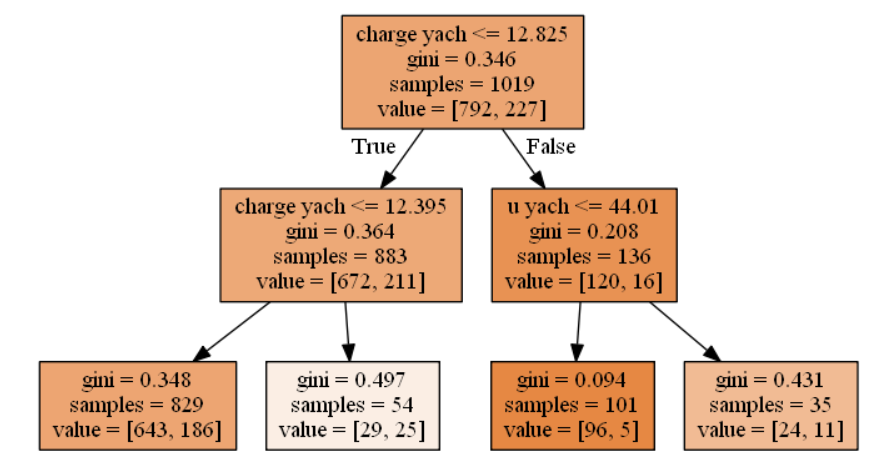 charge yach <= 12.825
gini = 0.346
samples = 1019
value = [792, 227]
True
False
charge yach <= 12.395
gini = 0.364
samples = 883
value = [672, 211]
u yach <= 44.01
gini = 0.208
samples = 136
value = [120, 16]
gini = 0.348
samples = 829
value = [643, 186]
gini = 0.497
samples = 54
value = [29, 25]
gini = 0.094
samples = 101
value = [96, 5]
gini = 0.431
samples = 35
value = [24, 11]